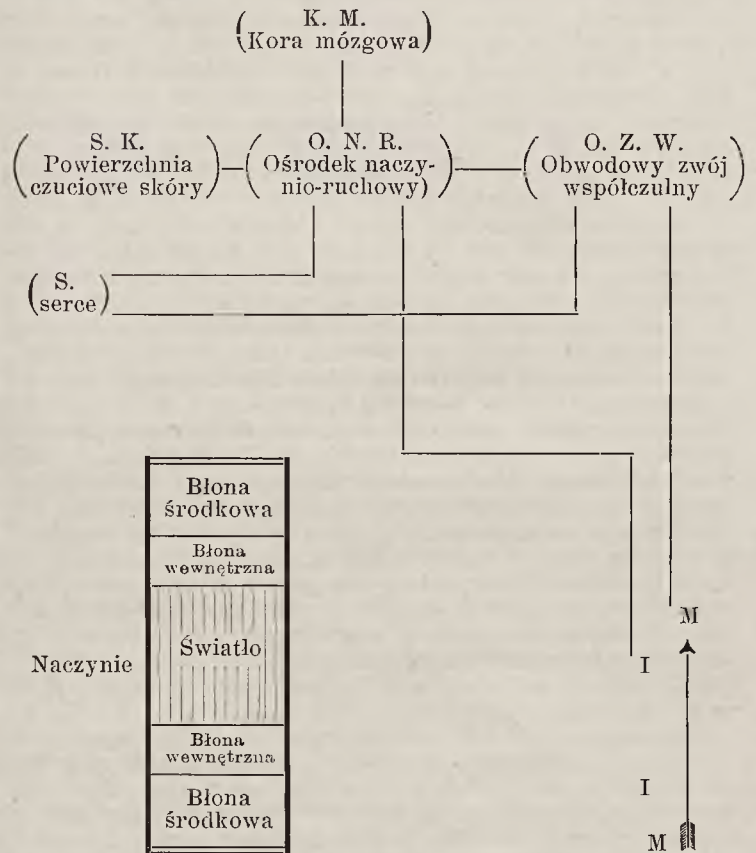 K. M.
(Kora mózgowa)
S. K.
Powierzchnia
czuciowe skóry
O. N. R.
Ośrodek naczy-
nio-ruchowy)
O. Z. W.
Obwodowy zwój
współczulny
S.
(serce)
Błona
środkowa
Błona
wewnętrzna
Światło
Naczynie
Błona
wewnętrzna
Błona
środkowa
M
I
I
M